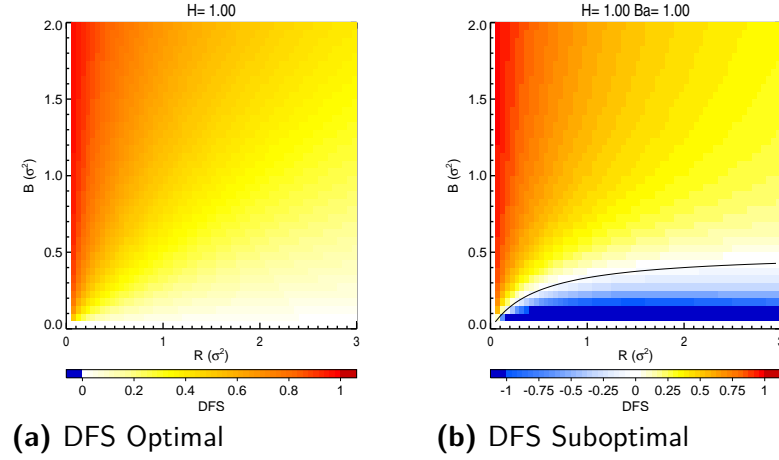 H= 1.00
2.0
1.5
1.0
0.5
0.0
B (σ²)
0 1 2 3
R (σ²)
0 0.2 0.4 0.6 0.8 1
DFS
(a) DFS Optimal
H= 1.00 Ba= 1.00
2.0
1.5
1.0
0.5
0.0
B (σ²)
0 1 2 3
R (σ²)
-1 -0.75 -0.5 -0.25 0 0.25 0.5 0.75 1
DFS
(b) DFS Suboptimal